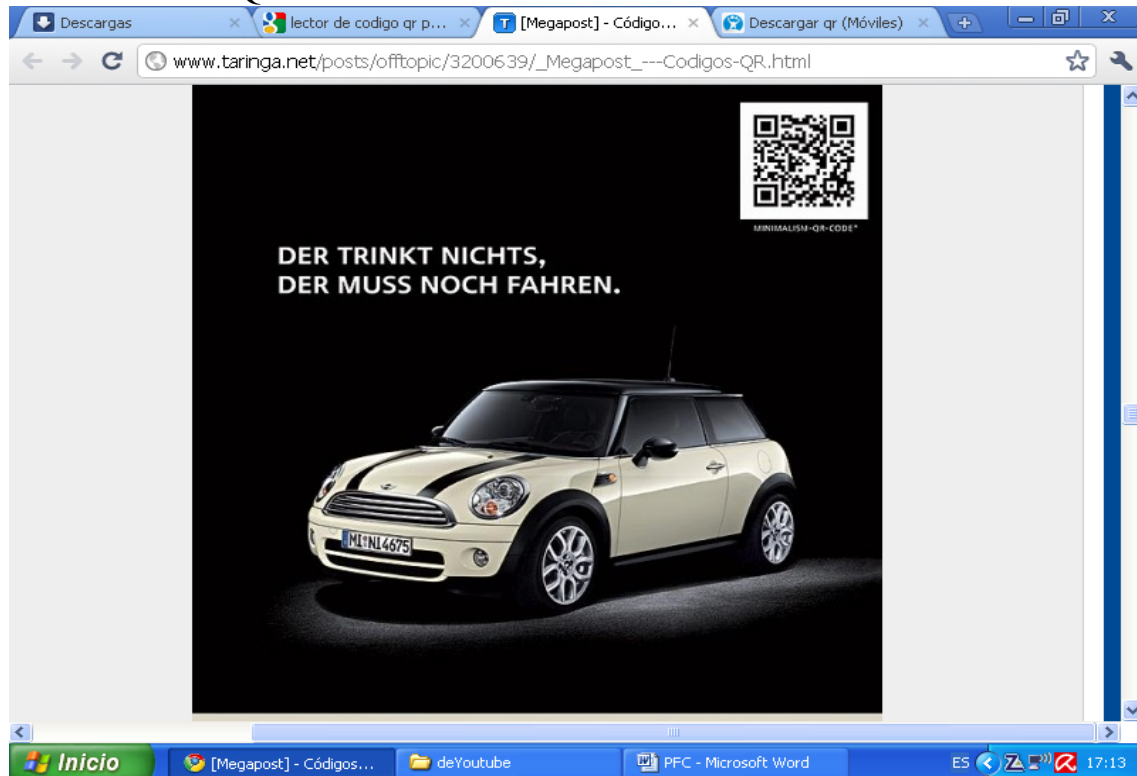 Descargas
lector de codigo qr p...
[Megapost] - Código...
Descargar qr (Móviles)
www.taringa.net/posts/offtopic/3200639/_Megapost_---Codigos-QR.html
MINIMALISM-QR-CODE*
DER TRINKT NICHTS,
DER MUSS NOCH FAHREN.
MI NI 4675
Inicio
[Megapost] - Códigos...
deYoutube
PFC - Microsoft Word
ES
17:13